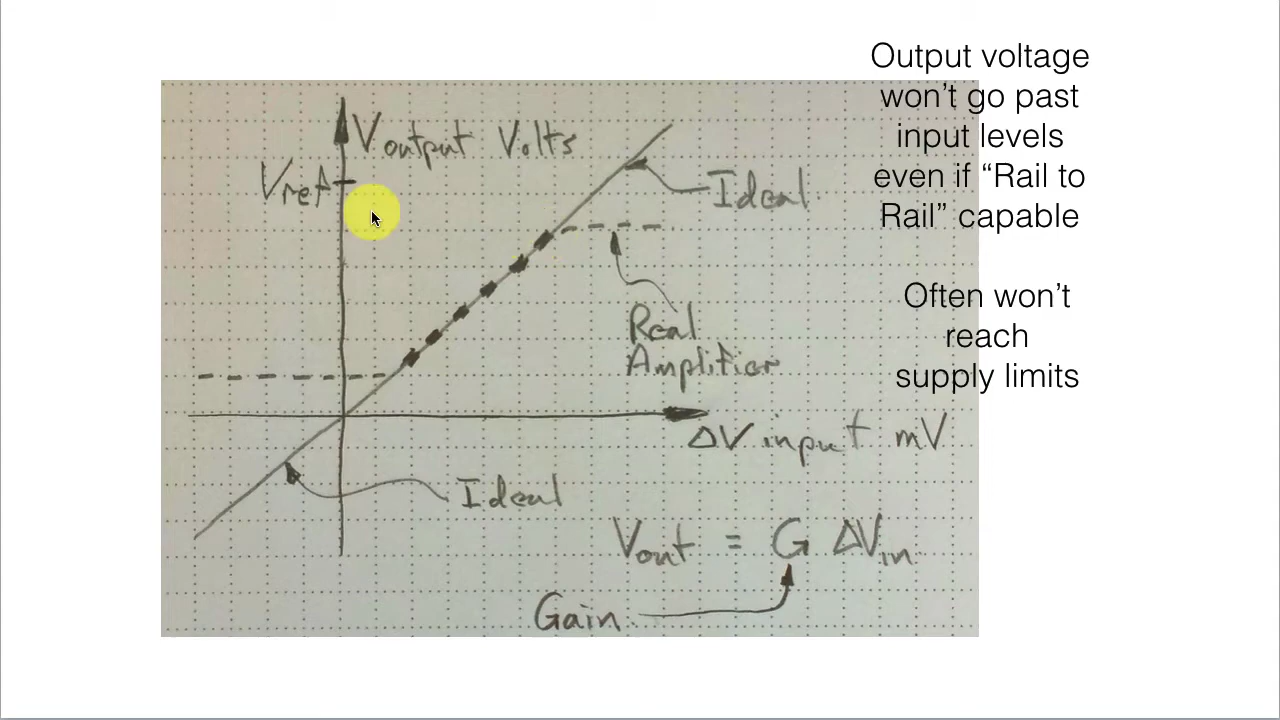 Output voltage
won't go past
input levels
even if “Rail to
Rail” capable
Often won't
reach
supply limits
Voutput Volts
Vref
Ideal
Real
Amplifier
ΔV input mV
Ideal
Vout = G ΔVin
Gain